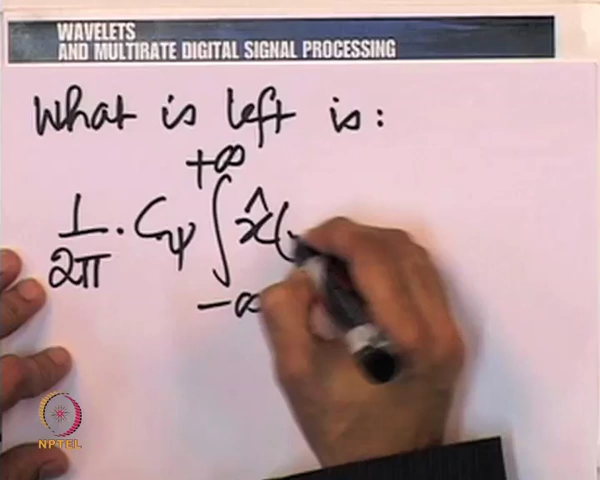 WAVELETS
AND MULTIRATE DIGITAL SIGNAL PROCESSING
What is left is:
+∞
1/2π · Cψ ∫ x̂(
-∞
NPTEL